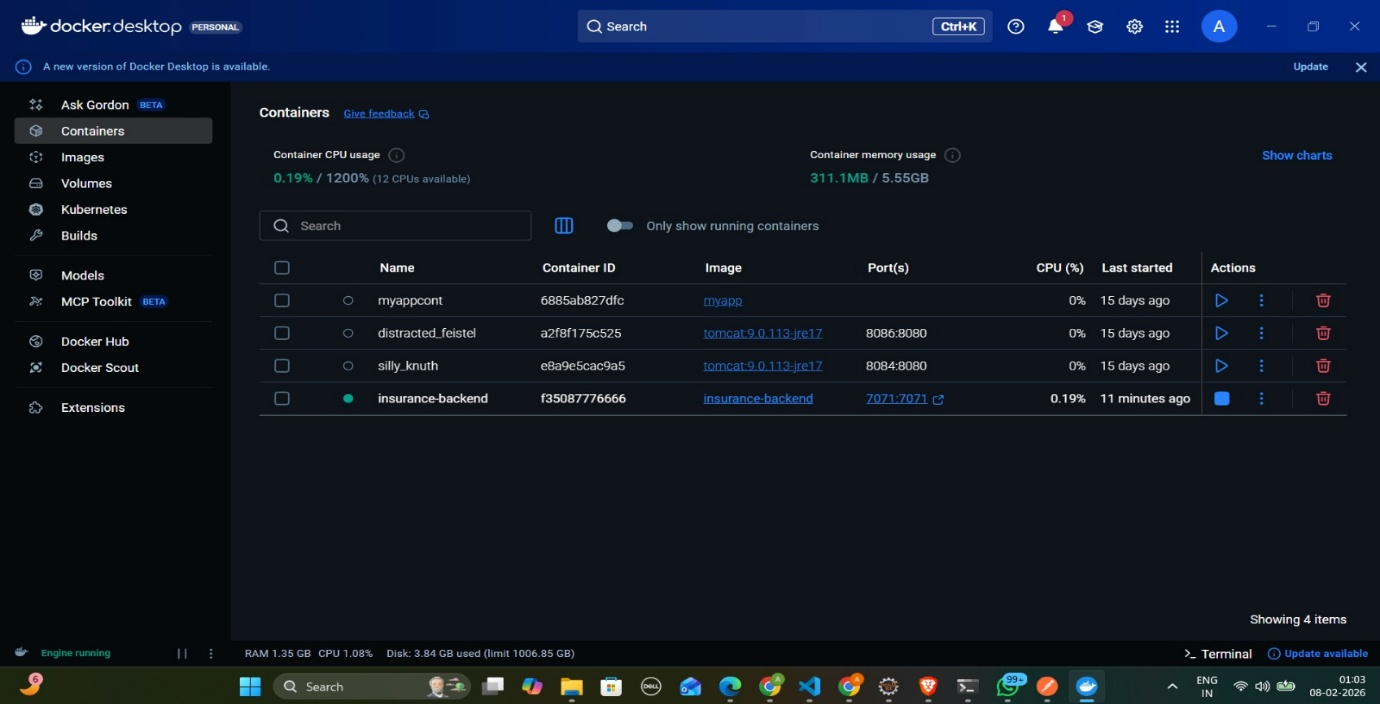 docker.desktop PERSONAL
Search Ctrl+K
1
A
A new version of Docker Desktop is available.
Update
Ask Gordon BETA
Containers
Images
Volumes
Kubernetes
Builds
Models
MCP Toolkit BETA
Docker Hub
Docker Scout
Extensions
Containers Give feedback
Container CPU usage
0.19% / 1200% (12 CPUs available)
Container memory usage
311.1MB / 5.55GB
Show charts
Search
Only show running containers
Name Container ID Image Port(s) CPU (%) Last started Actions
myappcont 6885ab827dfc myapp 0% 15 days ago
distracted_feistel a2f8f175c525 tomcat:9.0.113-jre17 8086:8080 0% 15 days ago
silly_knuth e8a9e5cac9a5 tomcat:9.0.113-jre17 8084:8080 0% 15 days ago
insurance-backend f35087776666 insurance-backend 7071:7071 0.19% 11 minutes ago
Showing 4 items
Engine running
RAM 1.35 GB CPU 1.08% Disk: 3.84 GB used (limit 1006.85 GB)
>_ Terminal
Update available
6
Search
DELL
A
A
99+
ENG
IN
01:03
08-02-2026